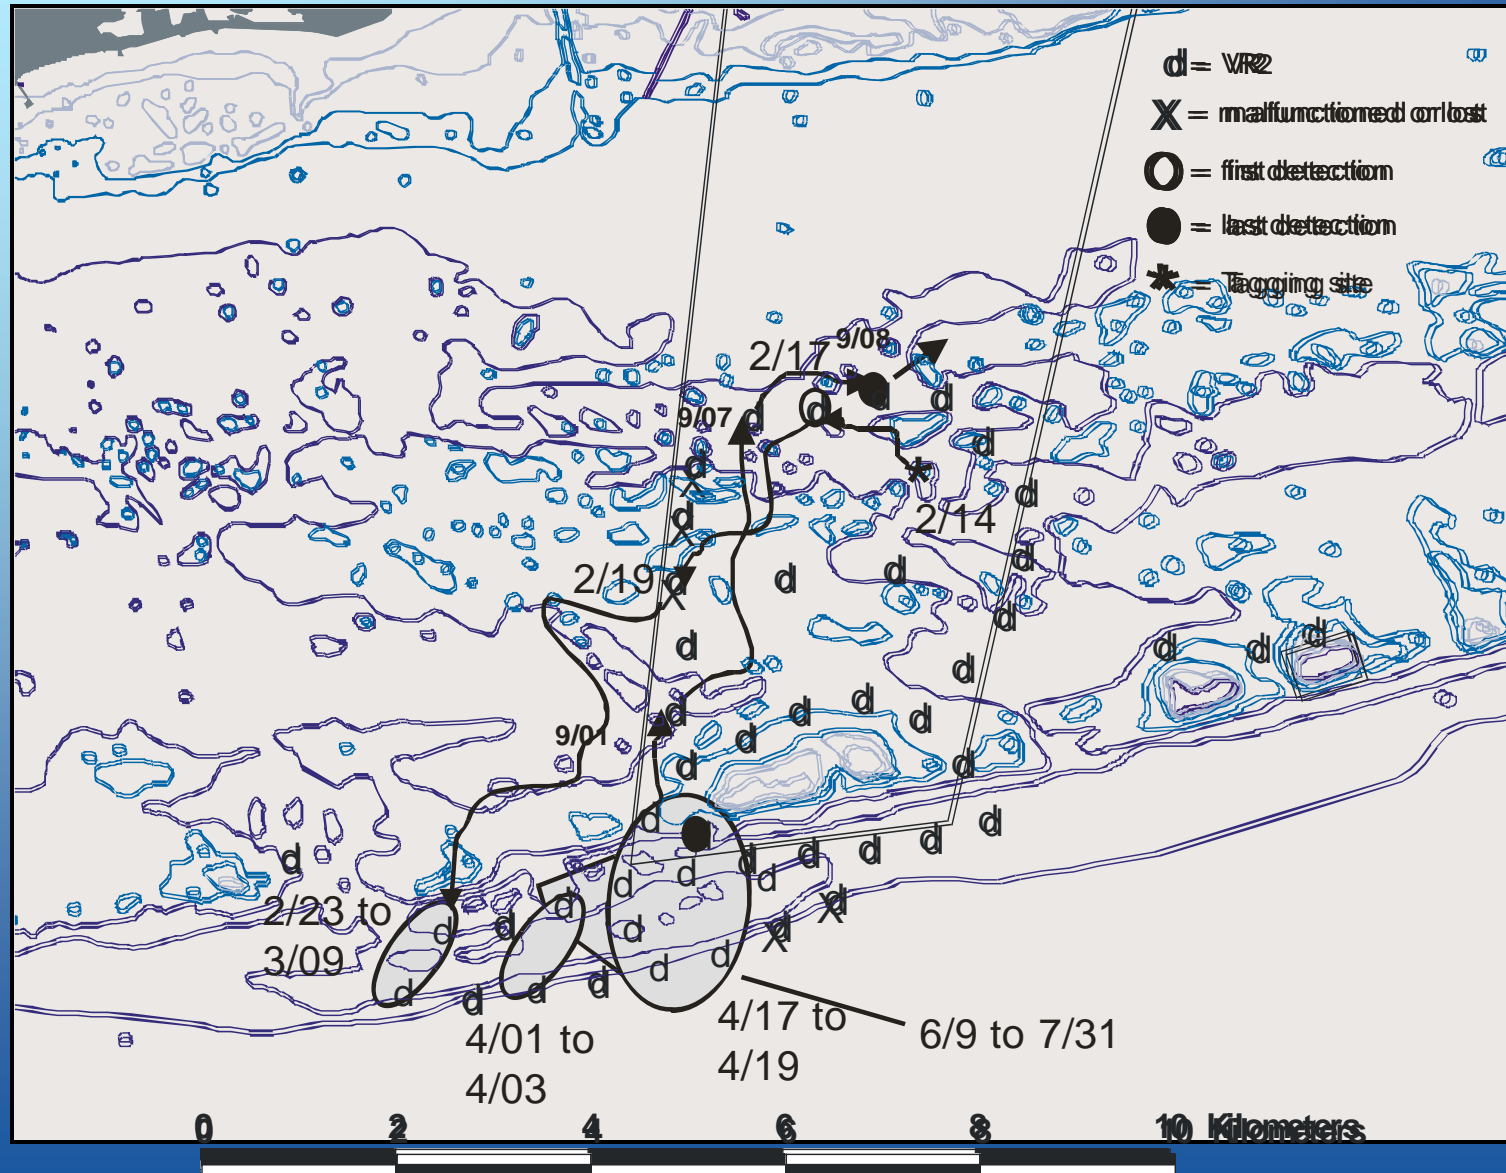 d = VR2
X = malfunctioned or lost
= first detection
= last detection
* = Tagging site
2/17
9/08
9/07
2/14
2/19
9/01
2/23 to
3/09
4/01 to
4/03
4/17 to
4/19
6/9 to 7/31
0 2 4 6 8 10 Kilometers